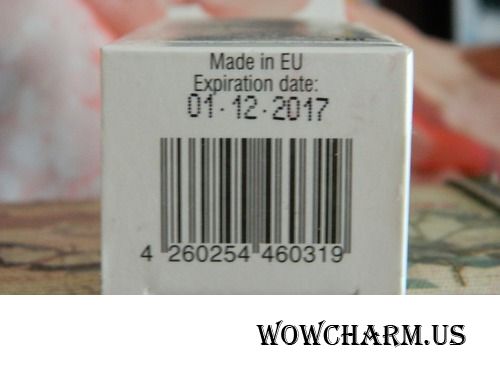 Made in EU
Expiration date:
01·12·2017
4 260254 460319
WOWCHARM.US